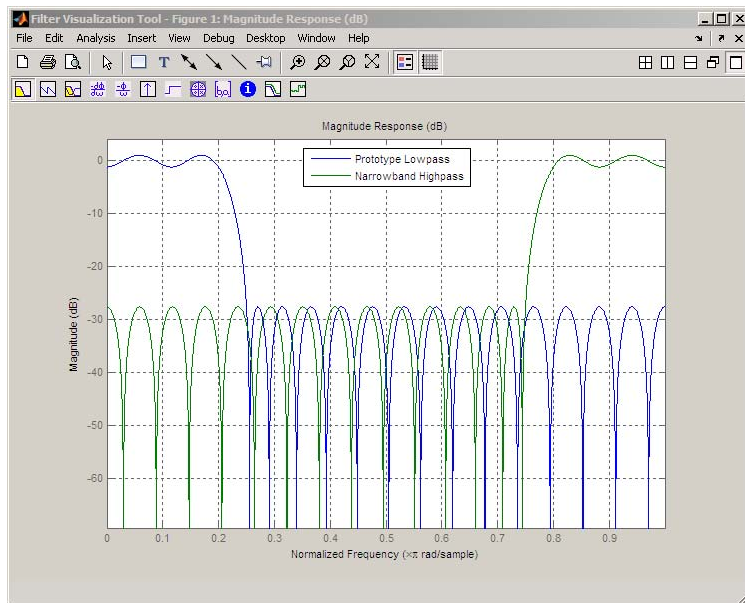 Filter Visualization Tool - Figure 1: Magnitude Response (dB)
File Edit Analysis Insert View Debug Desktop Window Help
Magnitude Response (dB)
Prototype Lowpass
Narrowband Highpass
0
-10
-20
-30
-40
-50
-60
Magnitude (dB)
0 0.1 0.2 0.3 0.4 0.5 0.6 0.7 0.8 0.9
Normalized Frequency (×π rad/sample)